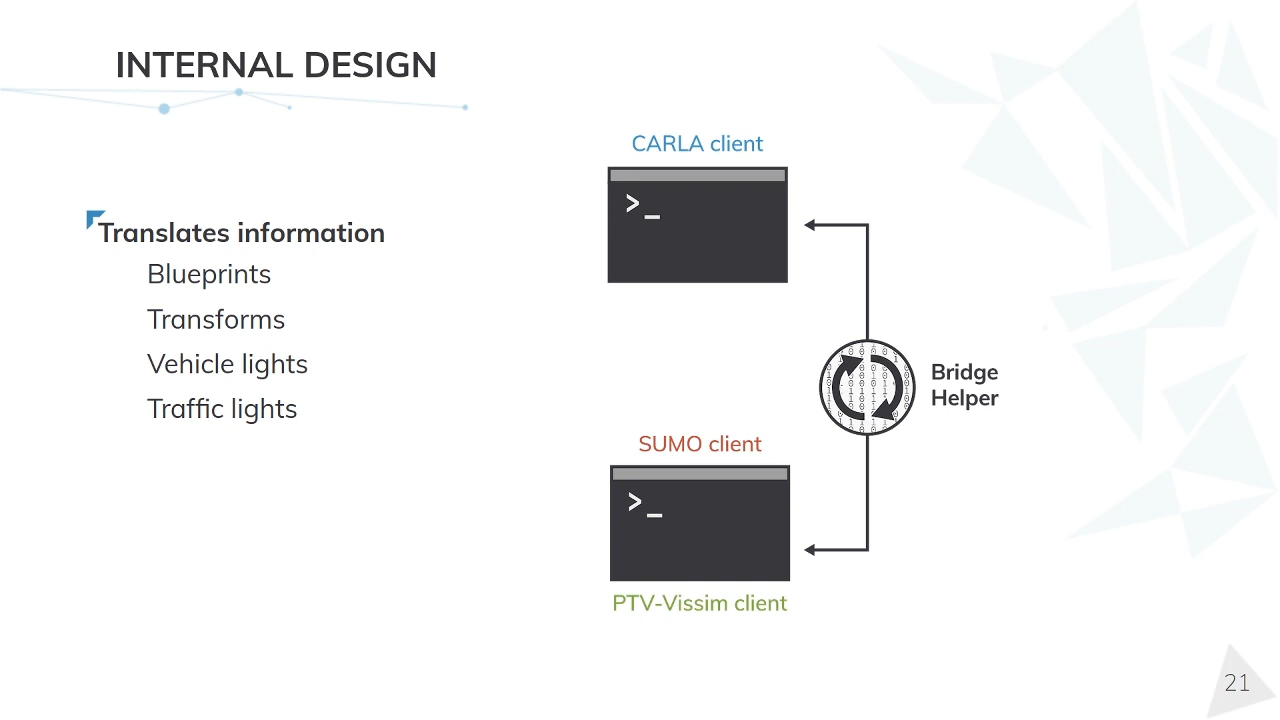 INTERNAL DESIGN
Translates information
Blueprints
Transforms
Vehicle lights
Traffic lights
CARLA client
>_
Bridge
Helper
SUMO client
>_
PTV-Vissim client
21